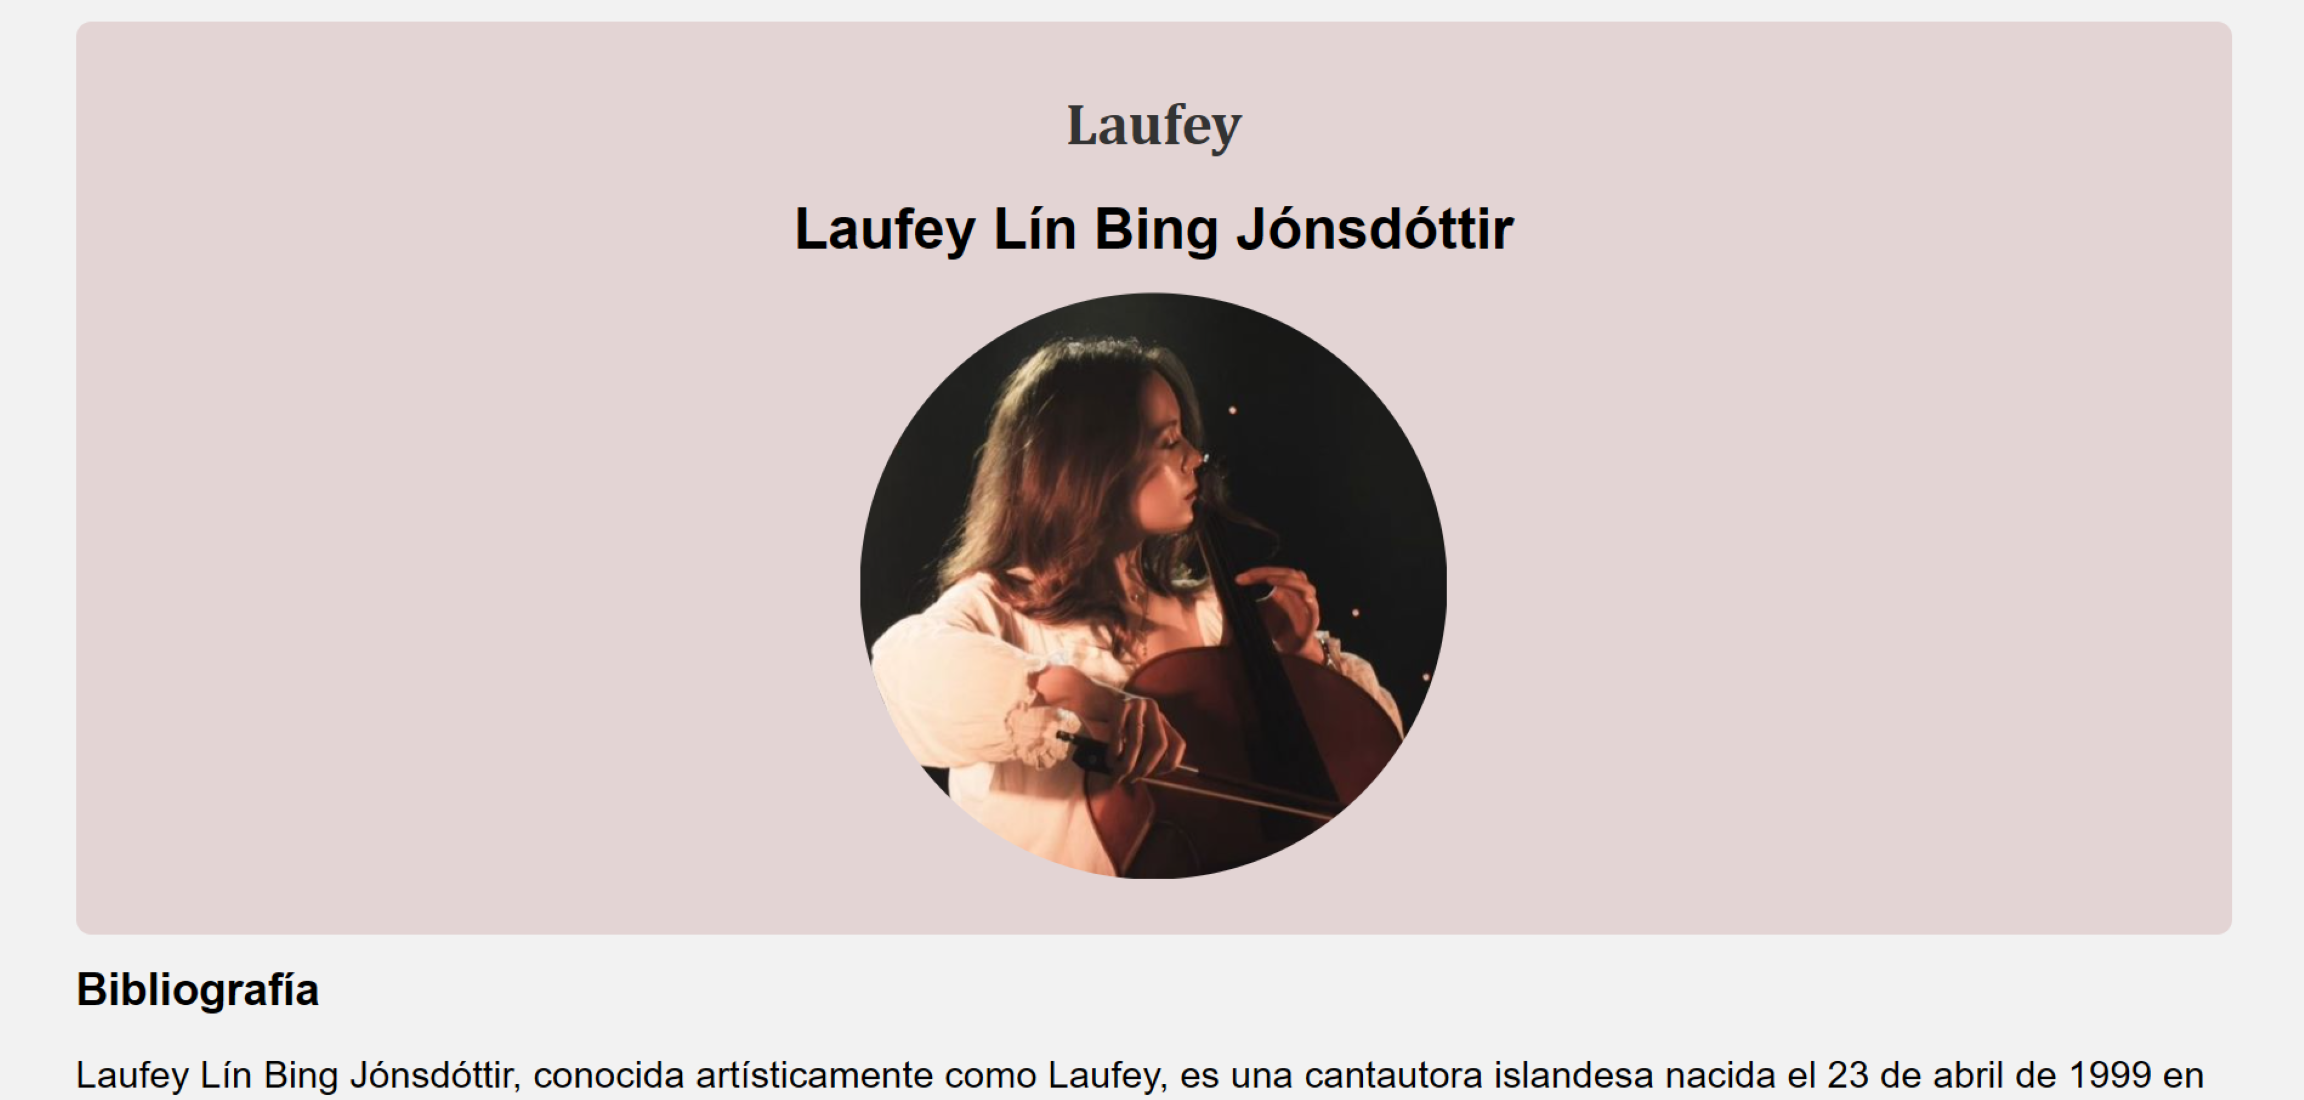 Laufey
Laufey Lín Bing Jónsdóttir
Bibliografía
Laufey Lín Bing Jónsdóttir, conocida artísticamente como Laufey, es una cantautora islandesa nacida el 23 de abril de 1999 en